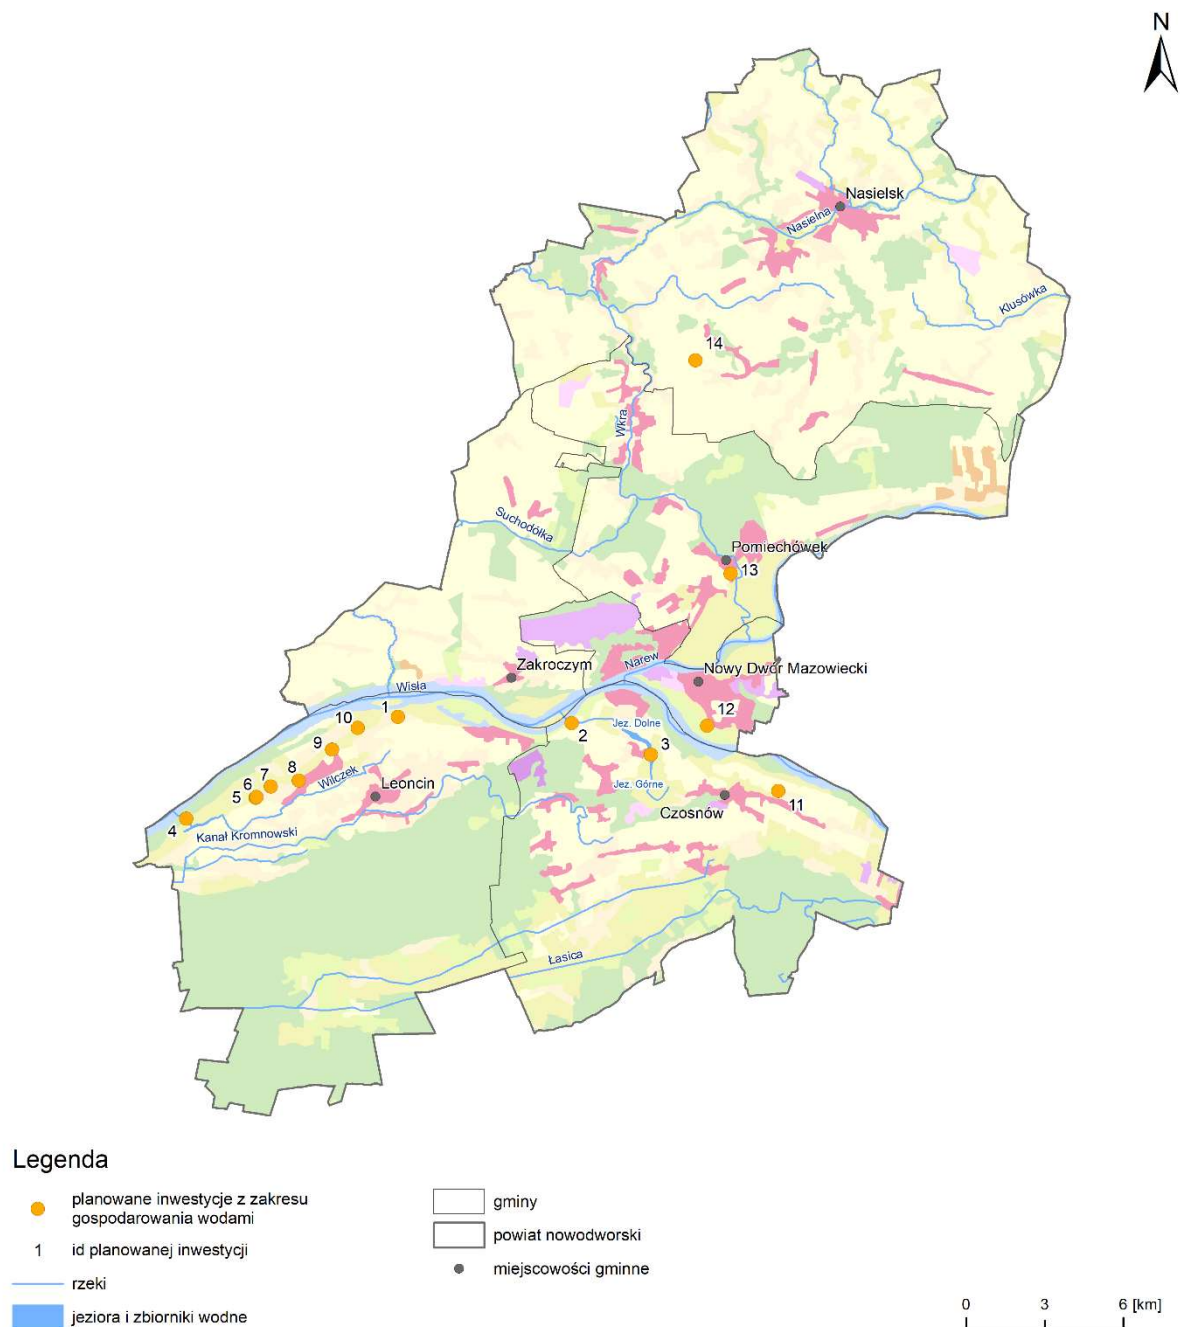 N
Nasielsk
Nasielna
Klusówka
14
Wkra
Suchodółka
Pomiechówek
13
Zakroczym
Narew
Nowy Dwór Mazowiecki
Wisła
1
10
12
2
Jez. Dolne
3
9
Wilczek
8
7
6
5
Leoncin
Jez. Górne
Czosnów
11
4
Kanał Kromnowski
Łasica
Legenda
planowane inwestycje z zakresu
gospodarowania wodami
1 id planowanej inwestycji
rzeki
jeziora i zbiorniki wodne
gminy
powiat nowodworski
miejscowości gminne
0 3 6 [km]